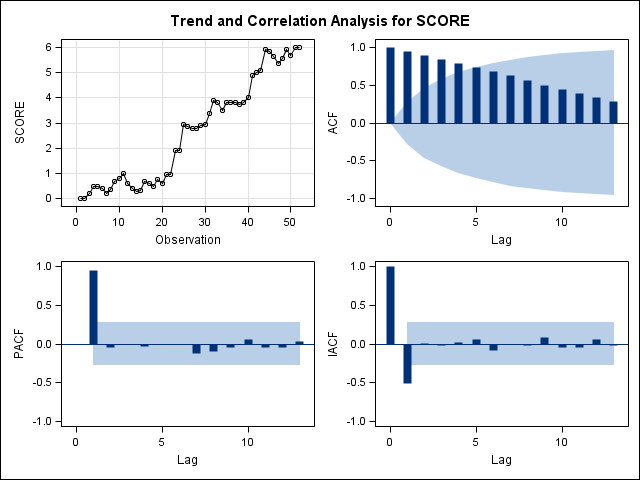 Trend and Correlation Analysis for SCORE
SCORE
6
5
4
3
2
1
0
0 10 20 30 40 50
Observation
ACF
1.0
0.5
0.0
-0.5
-1.0
0 5 10
Lag
PACF
1.0
0.5
0.0
-0.5
-1.0
0 5 10
Lag
IACF
1.0
0.5
0.0
-0.5
-1.0
0 5 10
Lag